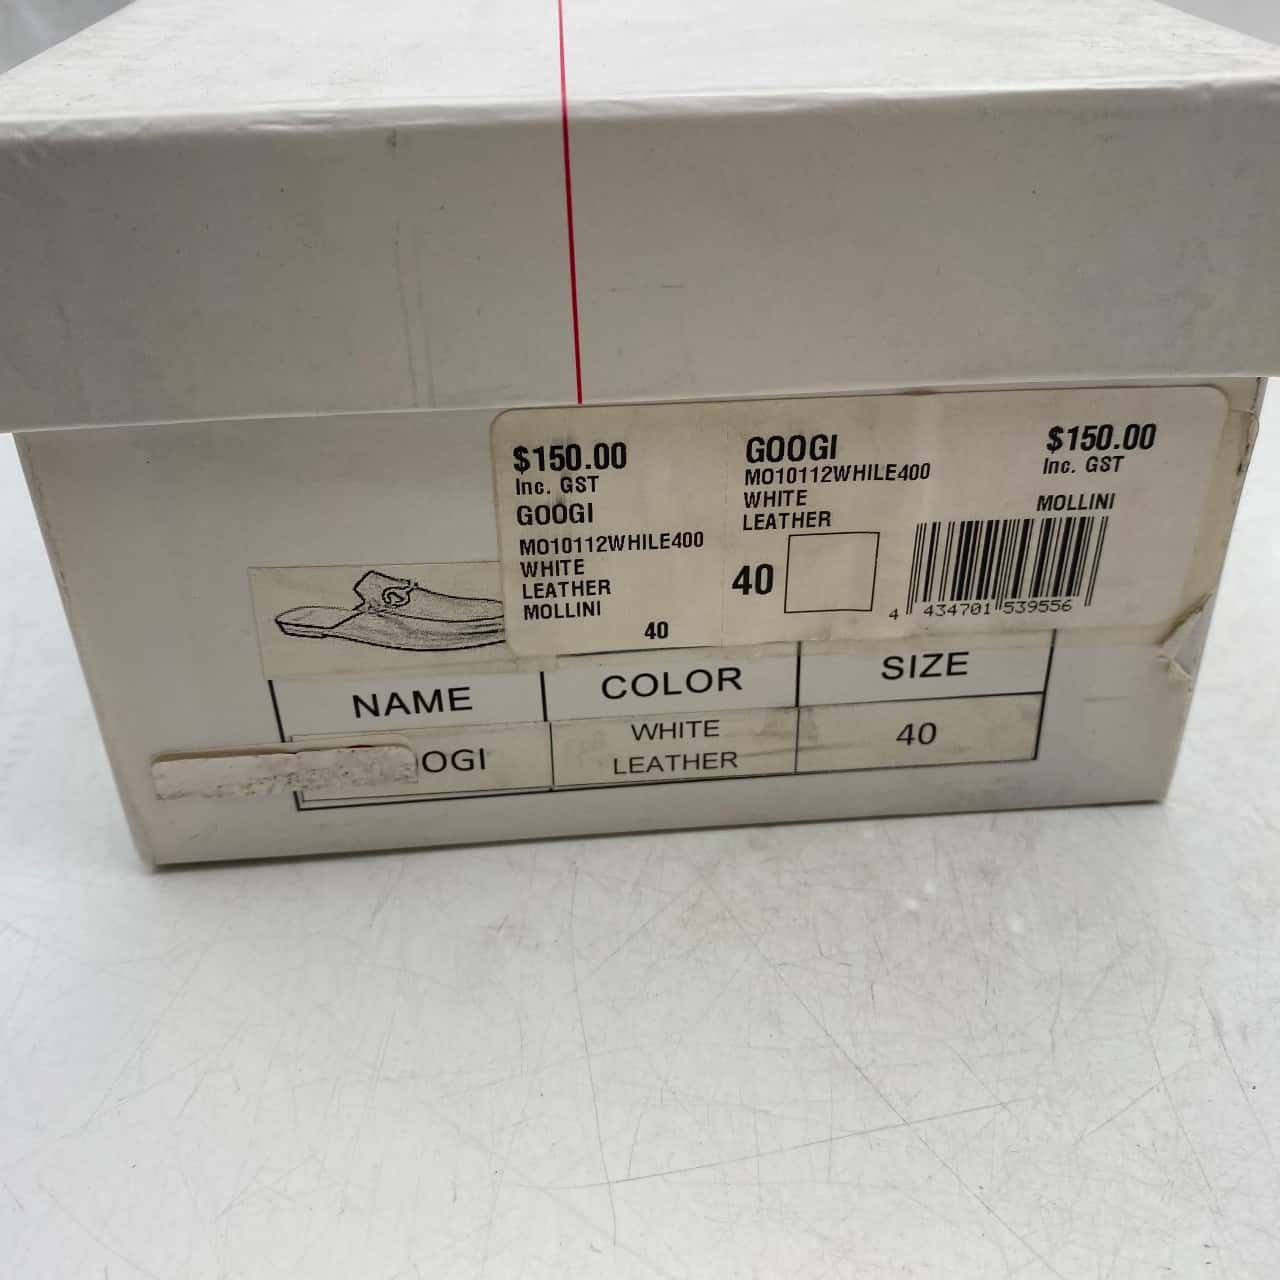 $150.00
Inc. GST
GOOGI
MO10112WHILE400
WHITE
LEATHER
MOLLINI
40
GOOGI
MO10112WHILE400
WHITE
LEATHER
40
$150.00
Inc. GST
MOLLINI
4 434701 539556
NAME COLOR SIZE
OGI WHITE LEATHER 40